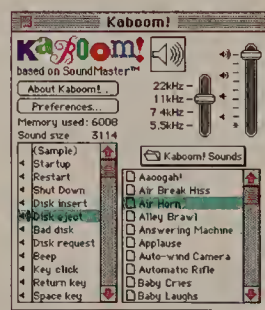 Kaboom!
Kaboom!
based on SoundMaster™
About Kaboom!...
Preferences...
Memory used: 6008
Sound size 3114
22kHz
11kHz
7.4kHz
5.5kHz
Kaboom! Sounds
(Sample)
Startup
Restart
Shut Down
Disk insert
Disk eject
Bad disk
Disk request
Beep
Key click
Return key
Space key
Aaoogah!
Air Break Hiss
Air Horn
Alley Brawl
Answering Machine
Applause
Auto-wind Camera
Automatic Rifle
Baby Cries
Baby Laughs